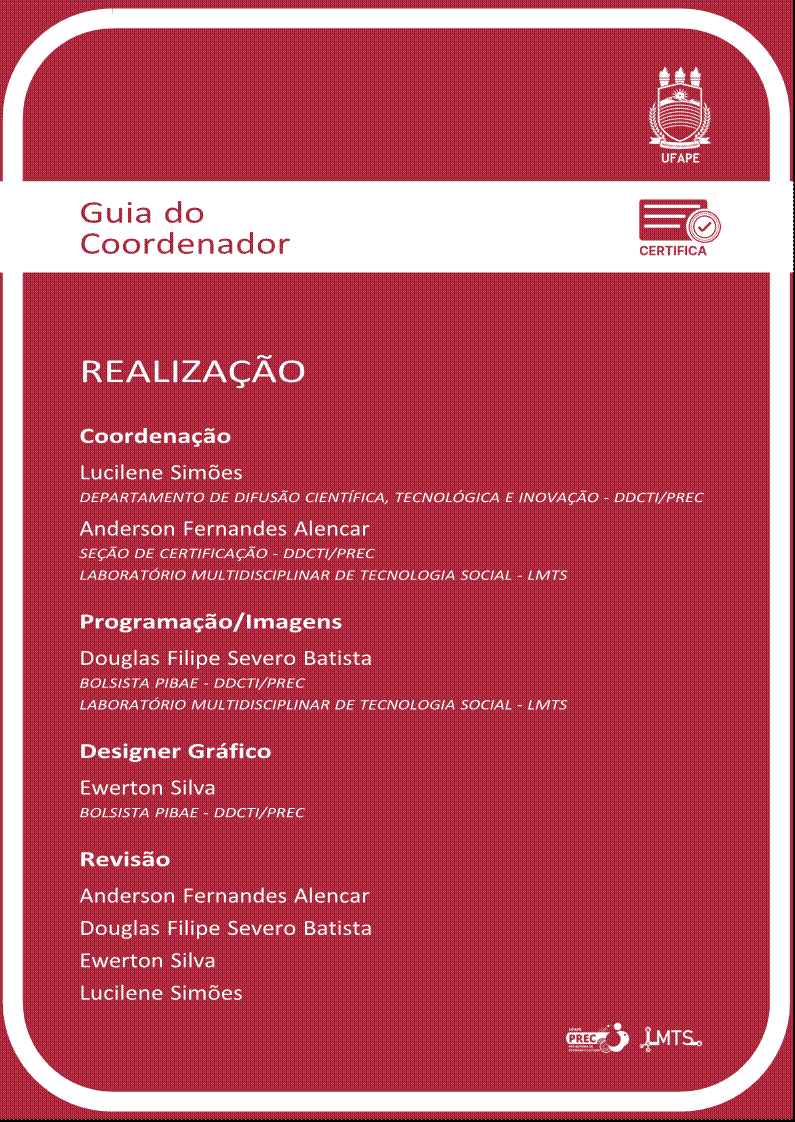 UFAPE
Guia do
Coordenador
CERTIFICA
REALIZAÇÃO
Coordenação
Lucilene Simões
DEPARTAMENTO DE DIFUSÃO CIENTÍFICA, TECNOLÓGICA E INOVAÇÃO - DDCTI/PREC
Anderson Fernandes Alencar
SEÇÃO DE CERTIFICAÇÃO - DDCTI/PREC
LABORATÓRIO MULTIDISCIPLINAR DE TECNOLOGIA SOCIAL - LMTS
Programação/Imagens
Douglas Filipe Severo Batista
BOLSISTA PIBAE - DDCTI/PREC
LABORATÓRIO MULTIDISCIPLINAR DE TECNOLOGIA SOCIAL - LMTS
Designer Gráfico
Ewerton Silva
BOLSISTA PIBAE - DDCTI/PREC
Revisão
Anderson Fernandes Alencar
Douglas Filipe Severo Batista
Ewerton Silva
Lucilene Simões
UFAPE
PREC
LMTS